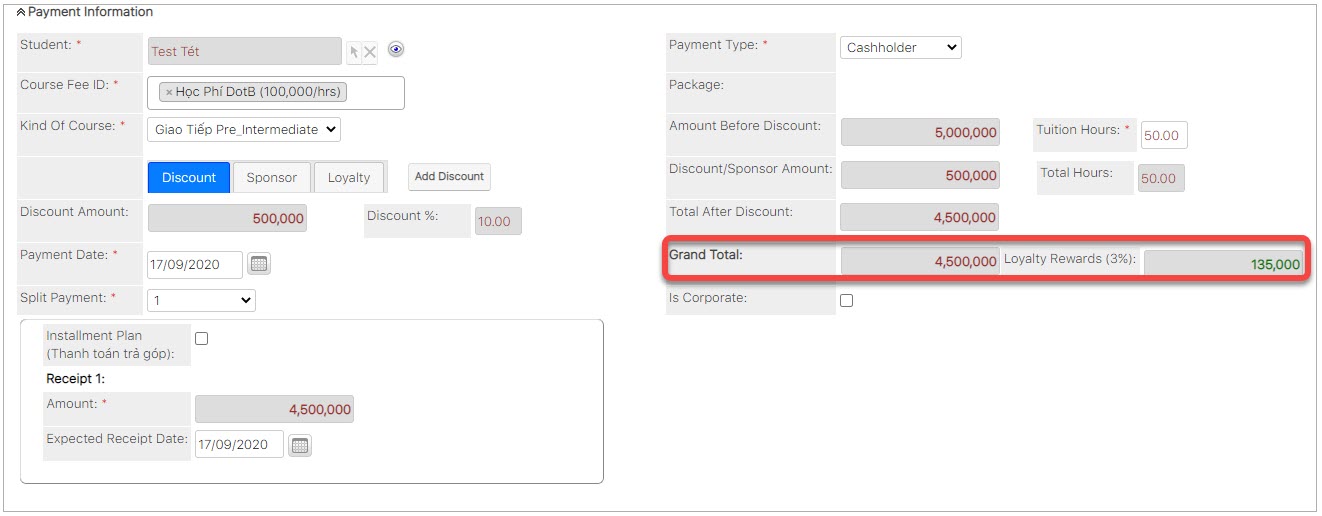 Payment Information
Student: *
Test Tét
Course Fee ID: *
× Học Phí DotB (100,000/hrs)
Kind Of Course: *
Giao Tiếp Pre_Intermediate
Discount
Sponsor
Loyalty
Add Discount
Discount Amount:
500,000
Discount %:
10.00
Payment Date: *
17/09/2020
Split Payment: *
1
Installment Plan
(Thanh toán trả góp):
Receipt 1:
Amount: *
4,500,000
Expected Receipt Date:
17/09/2020
Payment Type: *
Cashholder
Package:
Amount Before Discount:
5,000,000
Tuition Hours: *
50.00
Discount/Sponsor Amount:
500,000
Total Hours:
50.00
Total After Discount:
4,500,000
Grand Total:
4,500,000
Loyalty Rewards (3%):
135,000
Is Corporate: